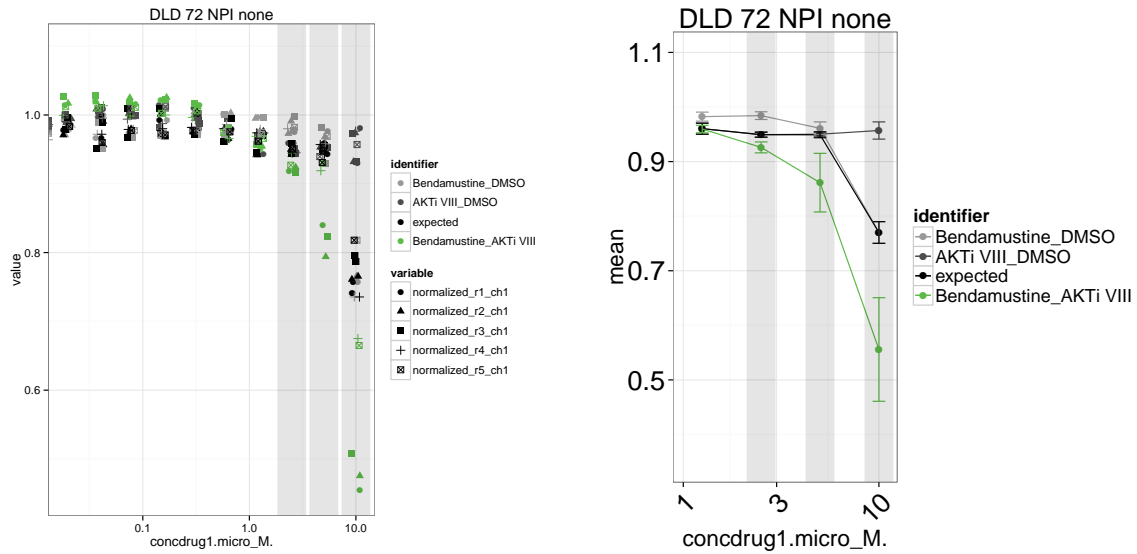 DLD 72 NPI none
1.0
0.8
0.6
value
0.1
1.0
10.0
concdrug1.micro_M.
identifier
Bendamustine_DMSO
AKTi VIII_DMSO
expected
Bendamustine_AKTi VIII
variable
normalized_r1_ch1
normalized_r2_ch1
normalized_r3_ch1
normalized_r4_ch1
normalized_r5_ch1
DLD 72 NPI none
1.1
0.9
0.7
0.5
mean
1
3
10
concdrug1.micro_M.
identifier
Bendamustine_DMSO
AKTi VIII_DMSO
expected
Bendamustine_AKTi VIII